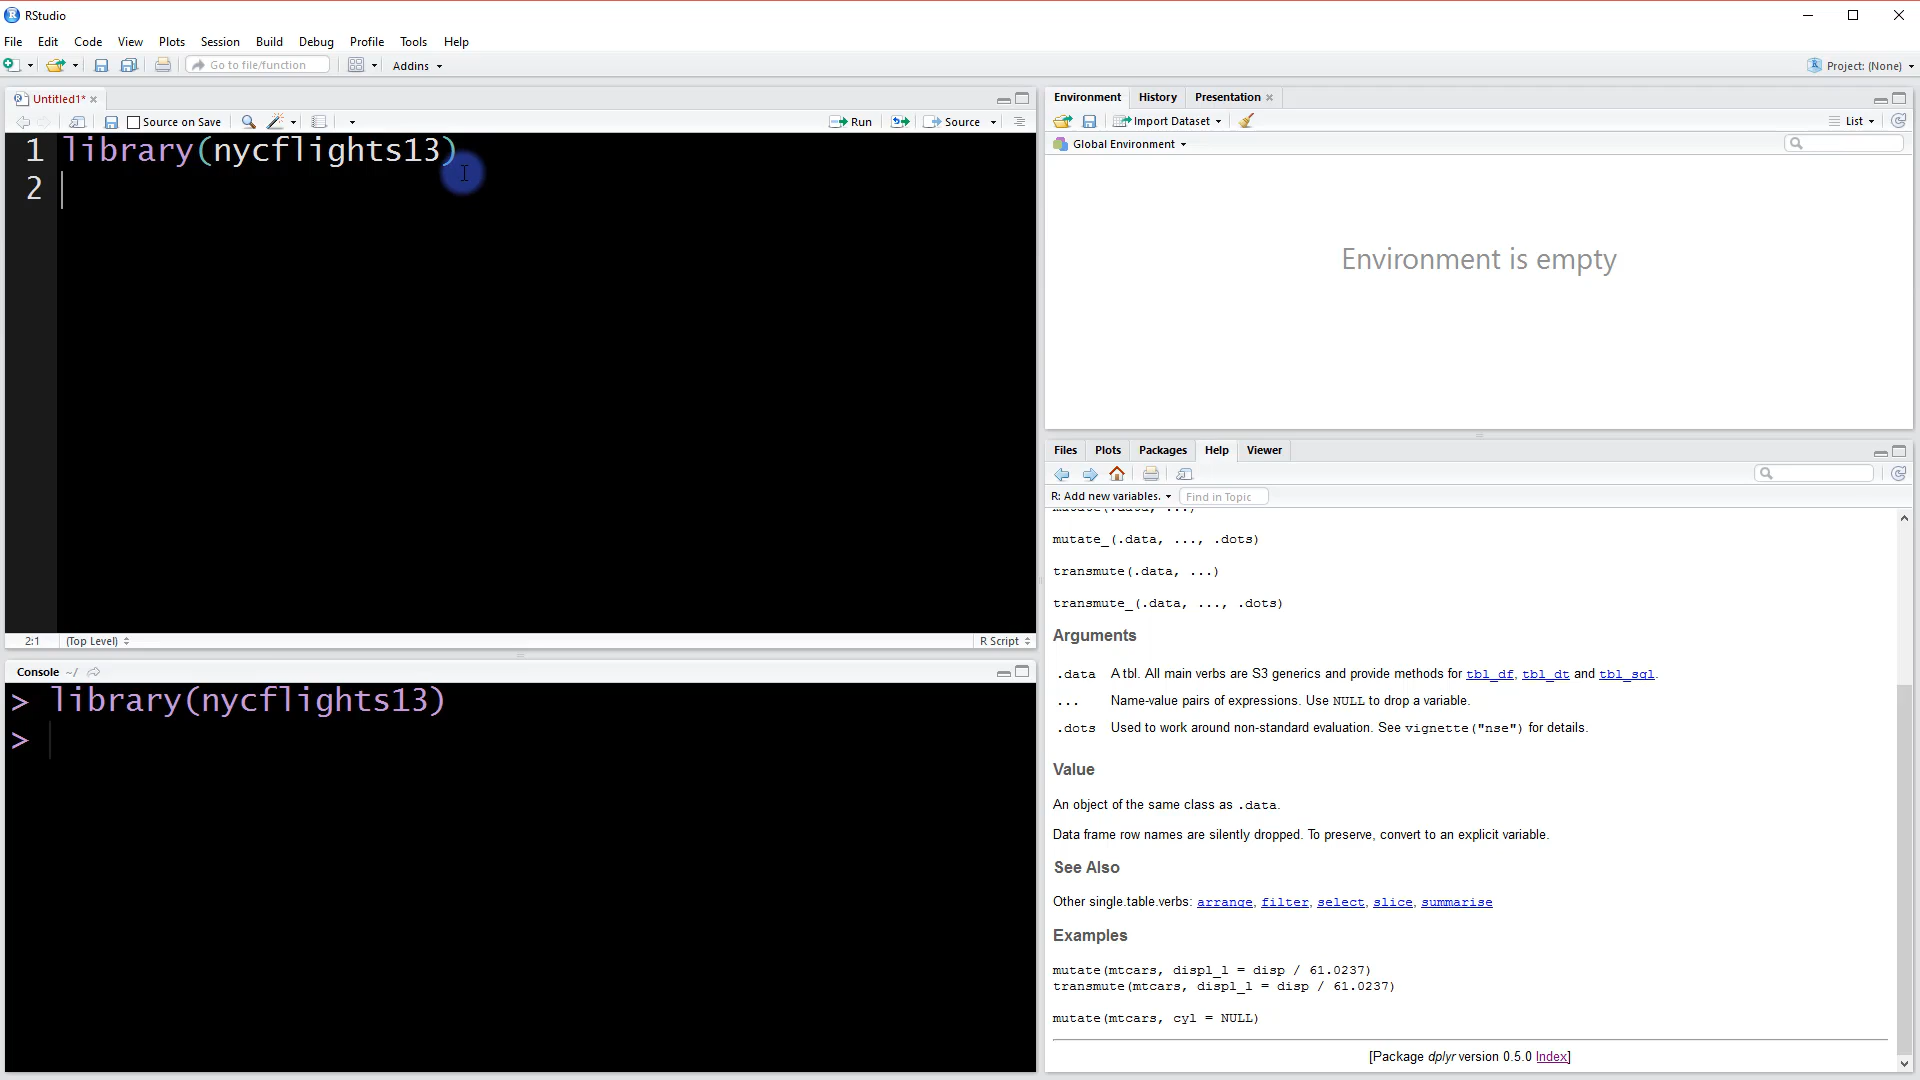 RStudio
File Edit Code View Plots Session Build Debug Profile Tools Help
Go to file/function Addins Project: (None)
Untitled1*
Source on Save Run Source
1 library(nycflights13)
2
2:1 (Top Level) R Script
Console ~/
> library(nycflights13)
>
Environment History Presentation
Import Dataset List
Global Environment
Environment is empty
Files Plots Packages Help Viewer
R: Add new variables. Find in Topic
mutate(.data, ...)
mutate_(.data, ..., .dots)
transmute(.data, ...)
transmute_(.data, ..., .dots)
Arguments
.data A tbl. All main verbs are S3 generics and provide methods for tbl_df, tbl_dt and tbl_sql.
... Name-value pairs of expressions. Use NULL to drop a variable.
.dots Used to work around non-standard evaluation. See vignette("nse") for details.
Value
An object of the same class as .data.
Data frame row names are silently dropped. To preserve, convert to an explicit variable.
See Also
Other single.table.verbs: arrange, filter, select, slice, summarise
Examples
mutate(mtcars, displ_l = disp / 61.0237)
transmute(mtcars, displ_l = disp / 61.0237)
mutate(mtcars, cyl = NULL)
[Package dplyr version 0.5.0 Index]